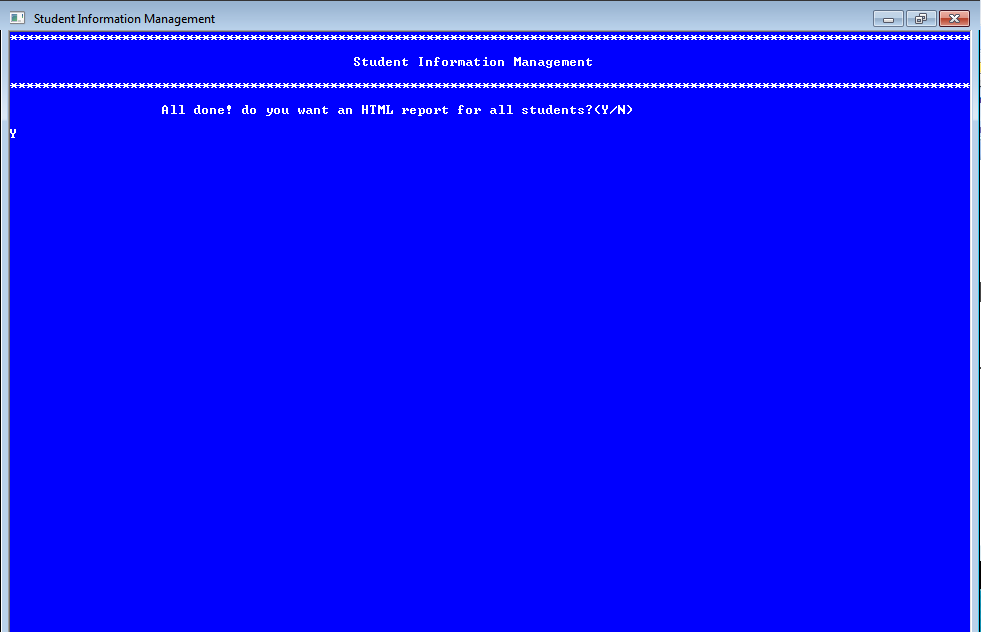 Student Information Management
************************************************************************************************************************
Student Information Management
************************************************************************************************************************
All done! do you want an HTML report for all students?(Y/N)
Y